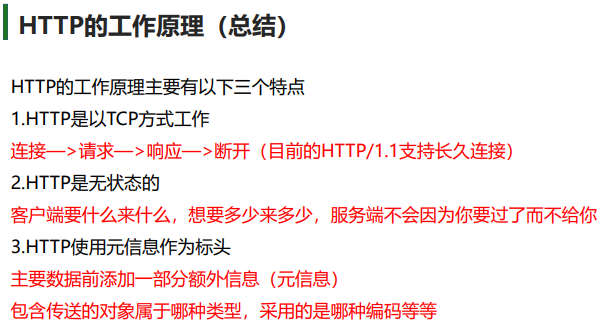 HTTP的工作原理（总结）
HTTP的工作原理主要有以下三个特点
1.HTTP是以TCP方式工作
连接—>请求—>响应—>断开（目前的HTTP/1.1支持长久连接）
2.HTTP是无状态的
客户端要什么来什么，想要多少来多少，服务端不会因为你要过了而不给你
3.HTTP使用元信息作为标头
主要数据前添加一部分额外信息（元信息）
包含传送的对象属于哪种类型，采用的是哪种编码等等